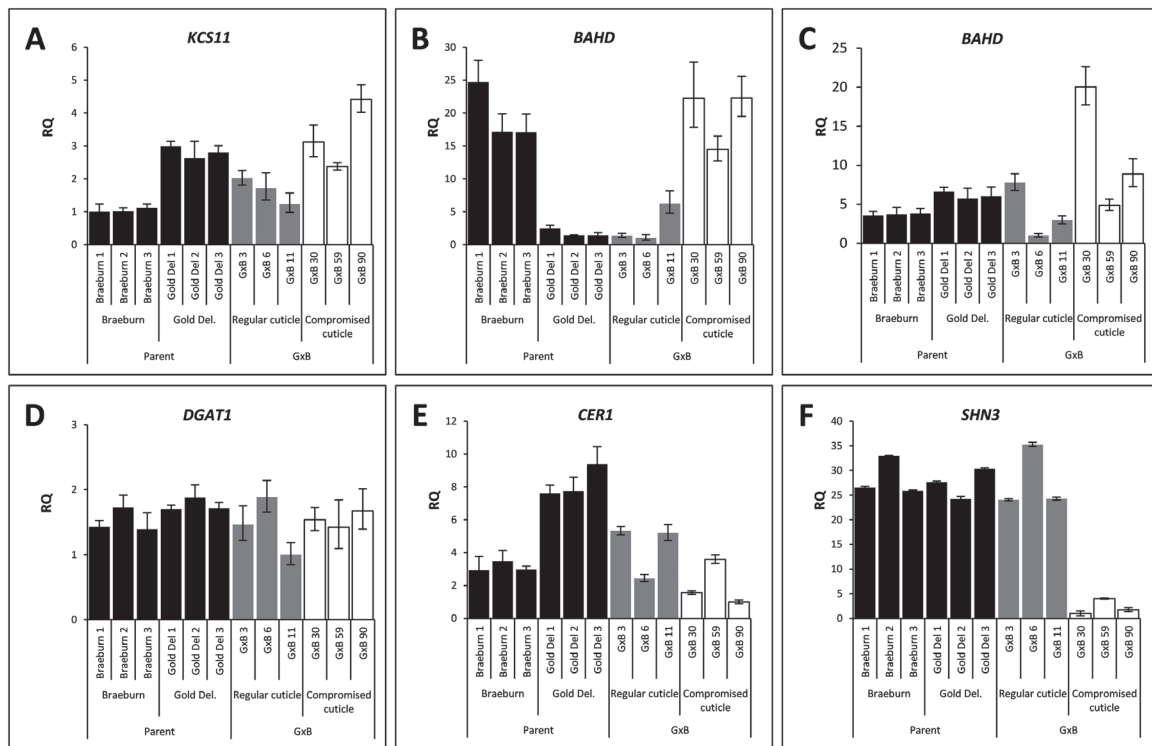 A
KCS11
RQ
6
5
4
3
2
1
0
Braeburn 1
Braeburn 2
Braeburn 3
Gold Del 1
Gold Del 2
Gold Del 3
GxB 3
GxB 6
GxB 11
GxB 30
GxB 59
GxB 90
Braeburn
Gold Del.
Regular cuticle
Compromised
cuticle
Parent
GxB
B
BAHD
RQ
30
25
20
15
10
5
0
Braeburn 1
Braeburn 2
Braeburn 3
Gold Del 1
Gold Del 2
Gold Del 3
GxB 3
GxB 6
GxB 11
GxB 30
GxB 59
GxB 90
Braeburn
Gold Del.
Regular cuticle
Compromised
cuticle
Parent
GxB
C
BAHD
RQ
25
20
15
10
5
0
Braeburn 1
Braeburn 2
Braeburn 3
Gold Del 1
Gold Del 2
Gold Del 3
GxB 3
GxB 6
GxB 11
GxB 30
GxB 59
GxB 90
Braeburn
Gold Del.
Regular cuticle
Compromised
cuticle
Parent
GxB
D
DGAT1
RQ
3
2
1
0
Braeburn 1
Braeburn 2
Braeburn 3
Gold Del 1
Gold Del 2
Gold Del 3
GxB 3
GxB 6
GxB 11
GxB 30
GxB 59
GxB 90
Braeburn
Gold Del.
Regular cuticle
Compromised
cuticle
Parent
GxB
E
CER1
RQ
12
10
8
6
4
2
0
Braeburn 1
Braeburn 2
Braeburn 3
Gold Del 1
Gold Del 2
Gold Del 3
GxB 3
GxB 6
GxB 11
GxB 30
GxB 59
GxB 90
Braeburn
Gold Del.
Regular cuticle
Compromised
cuticle
Parent
GxB
F
SHN3
RQ
40
35
30
25
20
15
10
5
0
Braeburn 1
Braeburn 2
Braeburn 3
Gold Del 1
Gold Del 2
Gold Del 3
GxB 3
GxB 6
GxB 11
GxB 30
GxB 59
GxB 90
Braeburn
Gold Del.
Regular cuticle
Compromised
cuticle
Parent
GxB